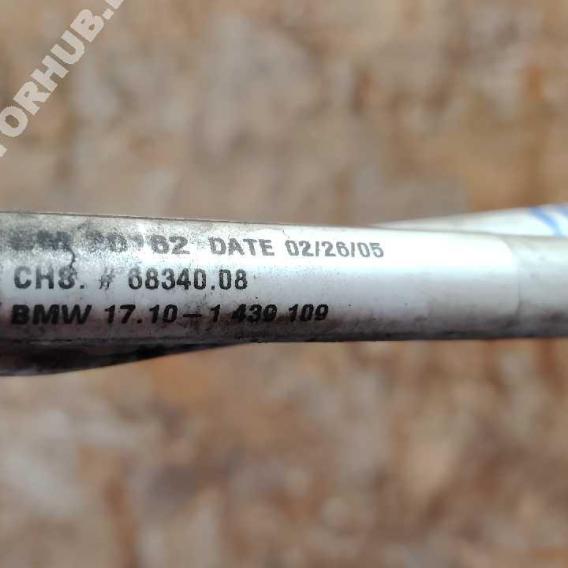 DATE 02/26/05
CHS. # 68340.08
BMW 17.10-1 439 109